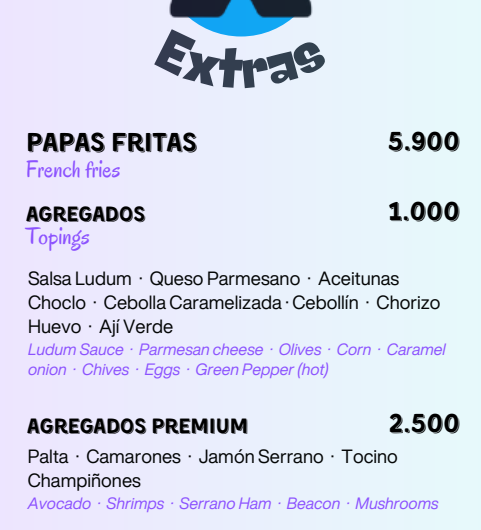 Extras
PAPAS FRITAS 5.900
French fries
AGREGADOS 1.000
Topings
Salsa Ludum · Queso Parmesano · Aceitunas
Choclo · Cebolla Caramelizada · Cebollín · Chorizo
Huevo · Ají Verde
Ludum Sauce · Parmesan cheese · Olives · Corn · Caramel
onion · Chives · Eggs · Green Pepper (hot)
AGREGADOS PREMIUM 2.500
Palta · Camarones · Jamón Serrano · Tocino
Champiñones
Avocado · Shrimps · Serrano Ham · Beacon · Mushrooms